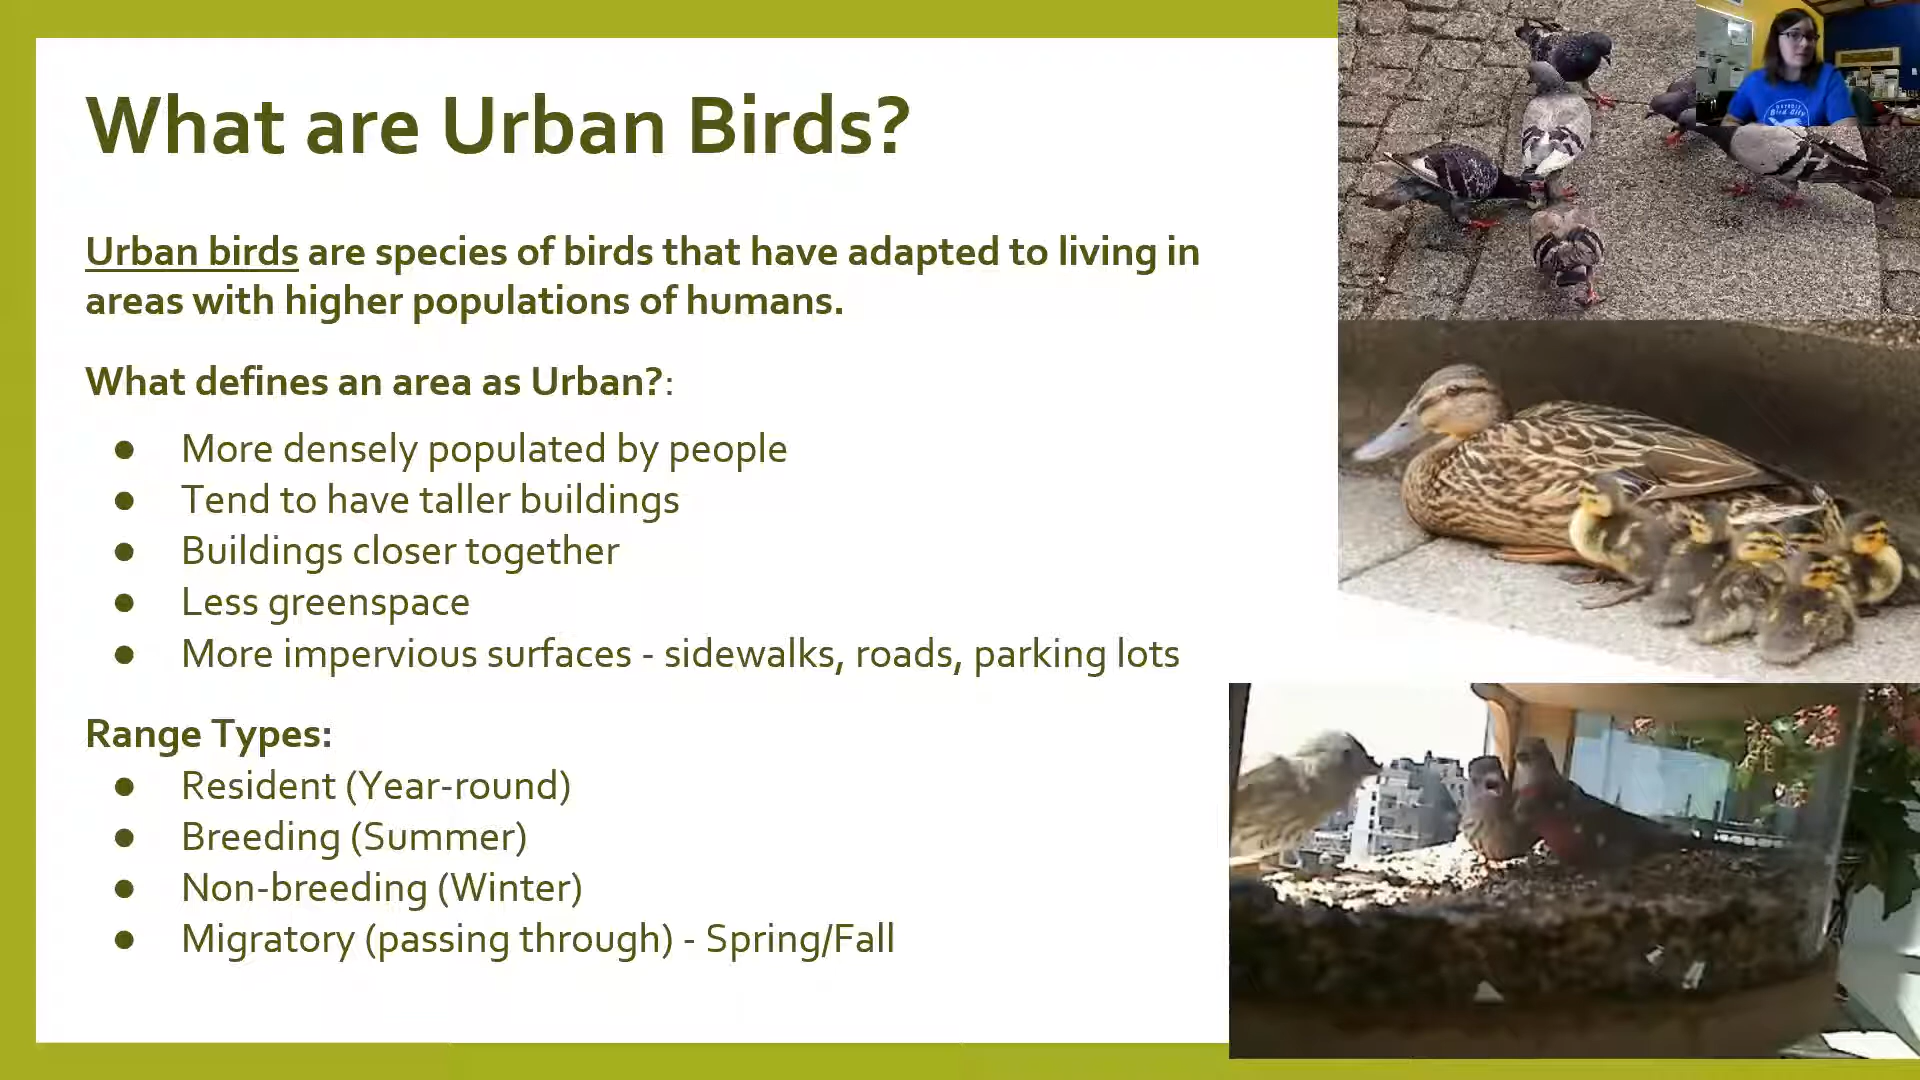 What are Urban Birds?
Urban birds are species of birds that have adapted to living in
areas with higher populations of humans.
What defines an area as Urban?:
● More densely populated by people
● Tend to have taller buildings
● Buildings closer together
● Less greenspace
● More impervious surfaces - sidewalks, roads, parking lots
Range Types:
● Resident (Year-round)
● Breeding (Summer)
● Non-breeding (Winter)
● Migratory (passing through) - Spring/Fall
DETROIT
Bird City